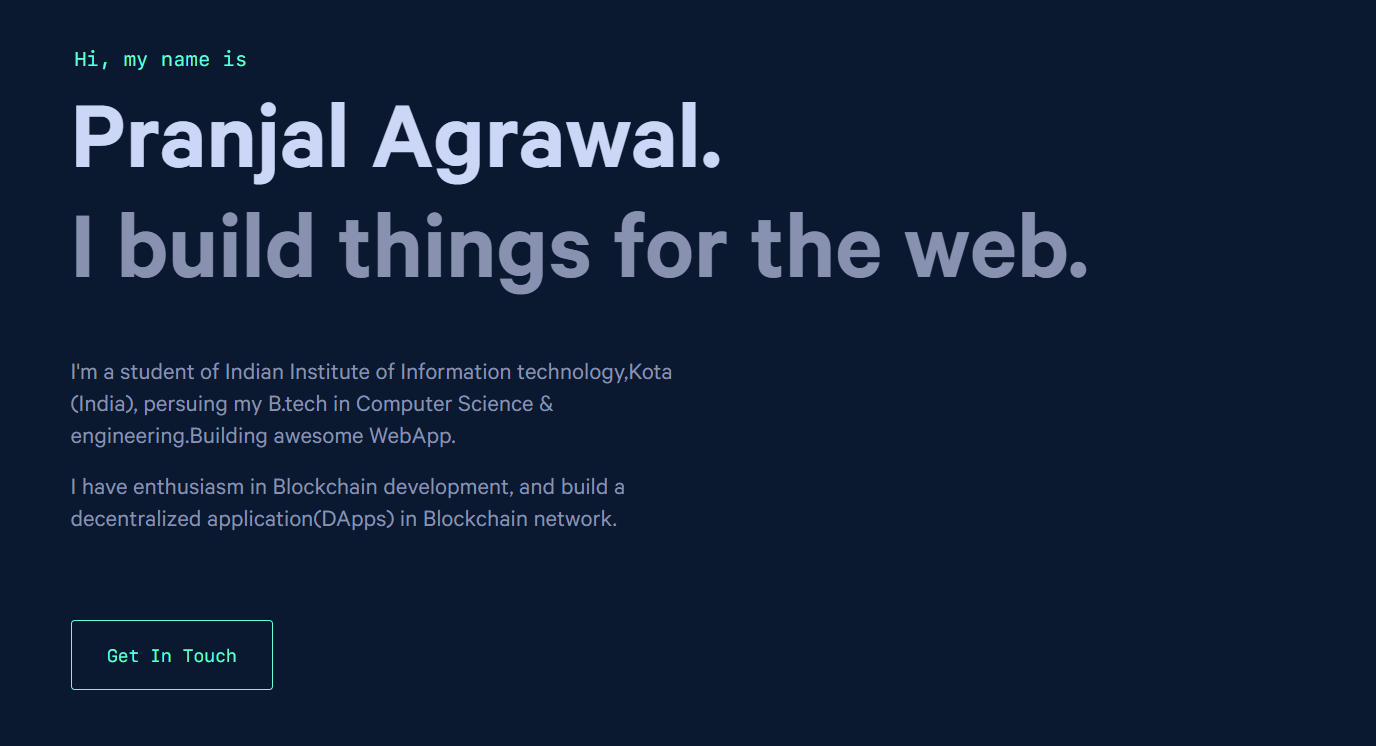 Hi, my name is
Pranjal Agrawal.
I build things for the web.
I'm a student of Indian Institute of Information technology,Kota
(India), persuing my B.tech in Computer Science &
engineering.Building awesome WebApp.
I have enthusiasm in Blockchain development, and build a
decentralized application(DApps) in Blockchain network.
Get In Touch